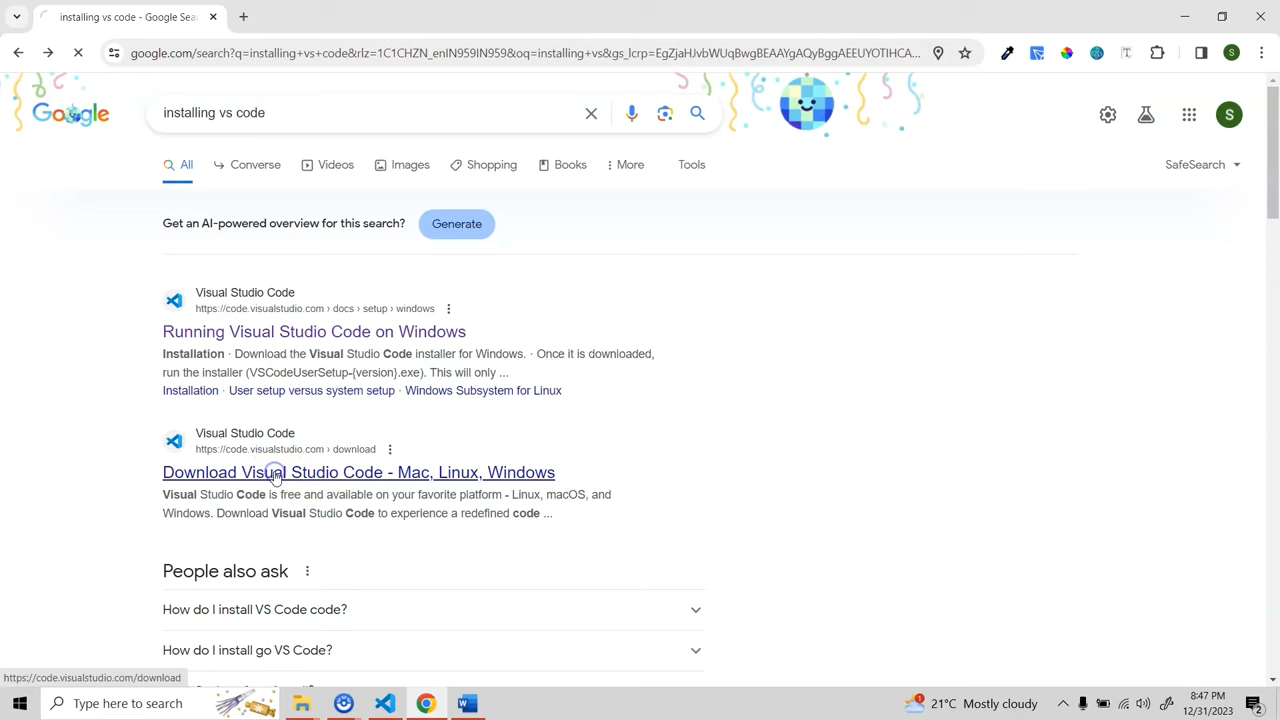 installing vs code - Google Sea
google.com/search?q=installing+vs+code&rlz=1C1CHZN_enIN959IN959&oq=installing+vs&gs_lcrp=EgZjaHJvbWUqBwgBEAAYgAQyBggAEEUYOTIHCA...
S
Google
installing vs code
S
All
Converse
Videos
Images
Shopping
Books
More
Tools
SafeSearch
Get an AI-powered overview for this search?
Generate
Visual Studio Code
https://code.visualstudio.com › docs › setup › windows
Running Visual Studio Code on Windows
Installation · Download the Visual Studio Code installer for Windows. · Once it is downloaded,
run the installer (VSCodeUserSetup-{version}.exe). This will only ...
Installation · User setup versus system setup · Windows Subsystem for Linux
Visual Studio Code
https://code.visualstudio.com › download
Download Visual Studio Code - Mac, Linux, Windows
Visual Studio Code is free and available on your favorite platform - Linux, macOS, and
Windows. Download Visual Studio Code to experience a redefined code ...
People also ask
How do I install VS Code code?
How do I install go VS Code?
https://code.visualstudio.com/download
Type here to search
1
21°C Mostly cloudy
8:47 PM
12/31/2023
2